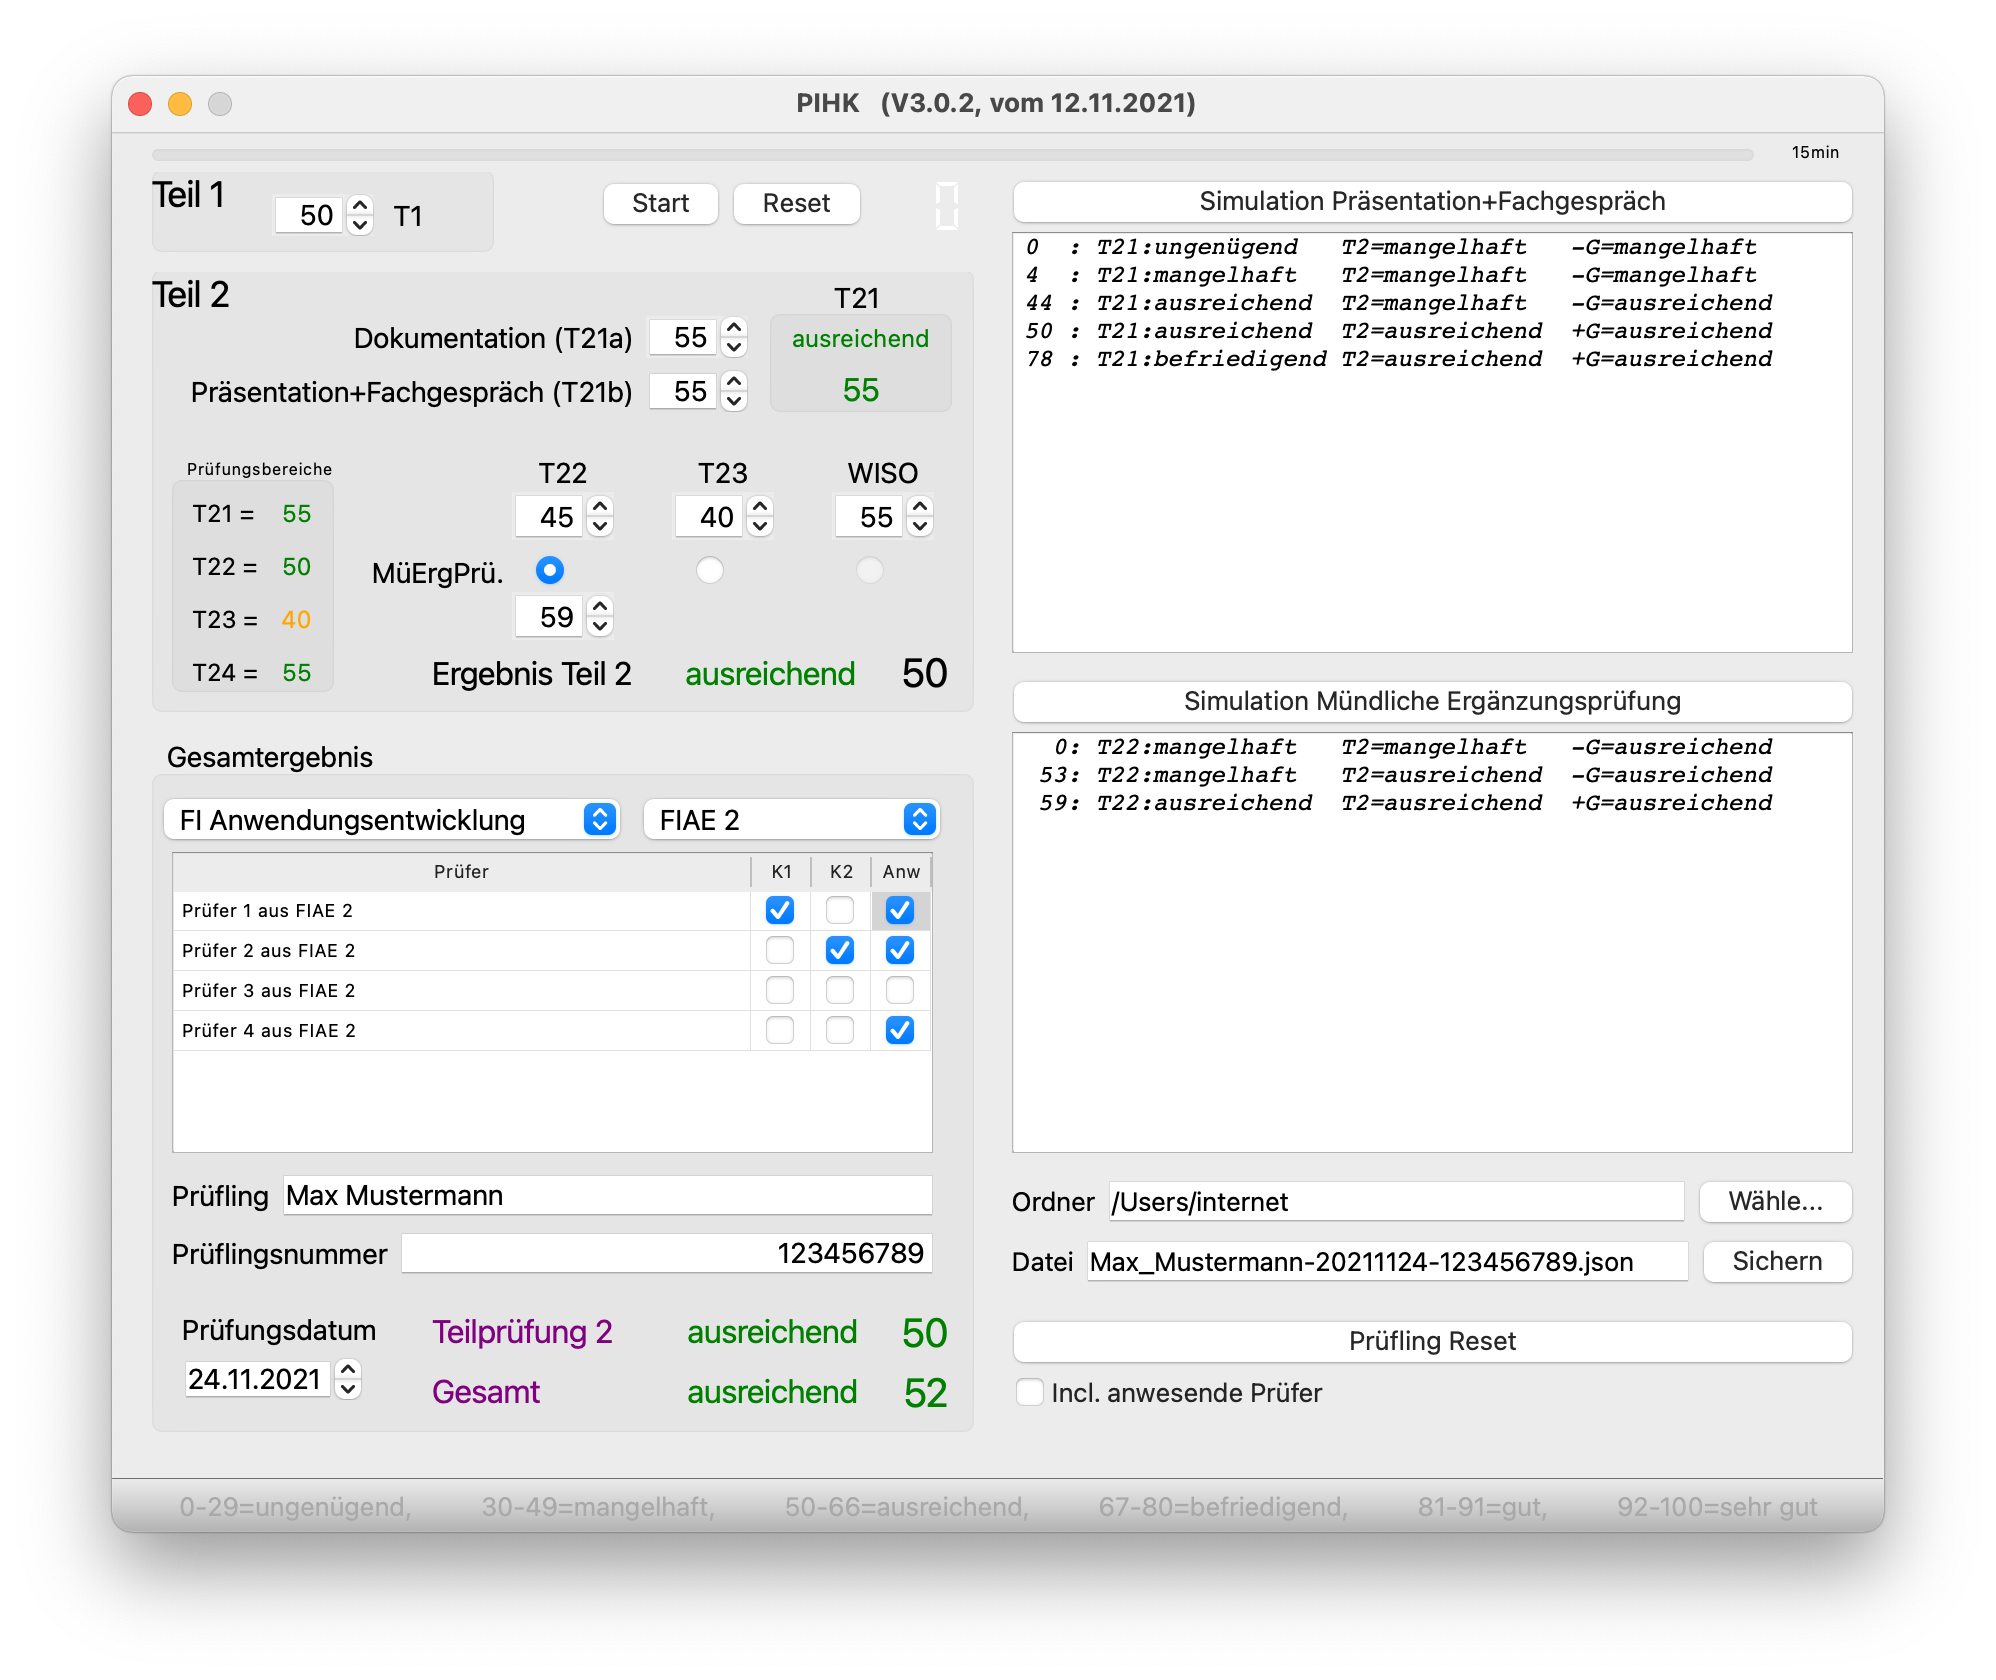 PIHK (V3.0.2, vom 12.11.2021)
15min
Teil 1
50 T1
Start Reset 0
Teil 2
T21
Dokumentation (T21a) 55 ausreichend
Präsentation+Fachgespräch (T21b) 55 55
Prüfungsbereiche
T21 = 55
T22 = 50
T23 = 40
T24 = 55
T22 T23 WISO
45 40 55
MüErgPrü.
59
Ergebnis Teil 2 ausreichend 50
Gesamtergebnis
FI Anwendungsentwicklung FIAE 2
Prüfer K1 K2 Anw
Prüfer 1 aus FIAE 2
Prüfer 2 aus FIAE 2
Prüfer 3 aus FIAE 2
Prüfer 4 aus FIAE 2
Prüfling Max Mustermann
Prüflingsnummer 123456789
Prüfungsdatum
24.11.2021
Teilprüfung 2 ausreichend 50
Gesamt ausreichend 52
Simulation Präsentation+Fachgespräch
0 : T21:ungenügend T2=mangelhaft -G=mangelhaft
4 : T21:mangelhaft T2=mangelhaft -G=mangelhaft
44 : T21:ausreichend T2=mangelhaft -G=ausreichend
50 : T21:ausreichend T2=ausreichend +G=ausreichend
78 : T21:befriedigend T2=ausreichend +G=ausreichend
Simulation Mündliche Ergänzungsprüfung
0: T22:mangelhaft T2=mangelhaft -G=ausreichend
53: T22:mangelhaft T2=ausreichend -G=ausreichend
59: T22:ausreichend T2=ausreichend +G=ausreichend
Ordner /Users/internet Wähle...
Datei Max_Mustermann-20211124-123456789.json Sichern
Prüfling Reset
Incl. anwesende Prüfer
0-29=ungenügend, 30-49=mangelhaft, 50-66=ausreichend, 67-80=befriedigend, 81-91=gut, 92-100=sehr gut